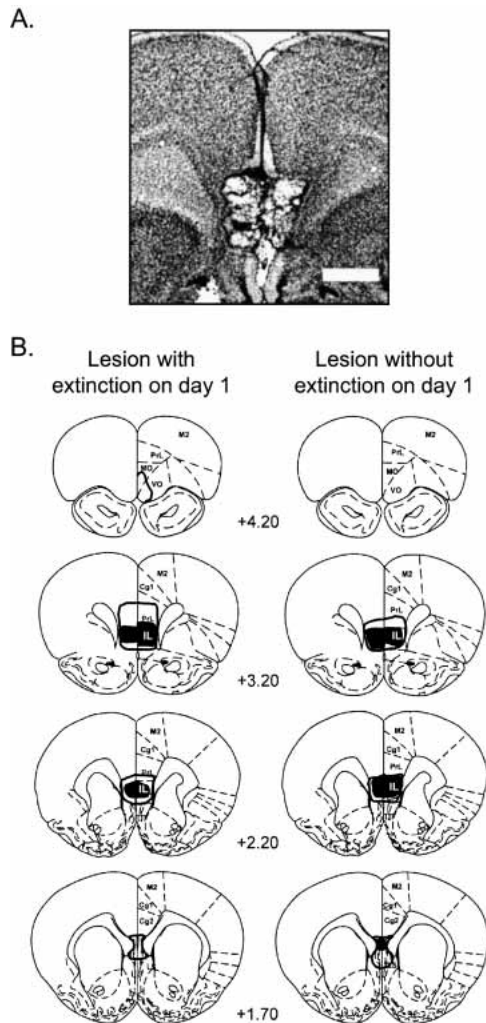 A.
B.
Lesion with
extinction on day 1
Lesion without
extinction on day 1
M2
PrL
MO
VO
M2
PrL
MO
VO
+4.20
M2
Cg1
PrL
IL
M2
Cg1
PrL
IL
+3.20
M2
Cg1
PrL
IL
M2
Cg1
PrL
IL
+2.20
M2
Cg1
Cg2
M2
Cg1
Cg2
+1.70